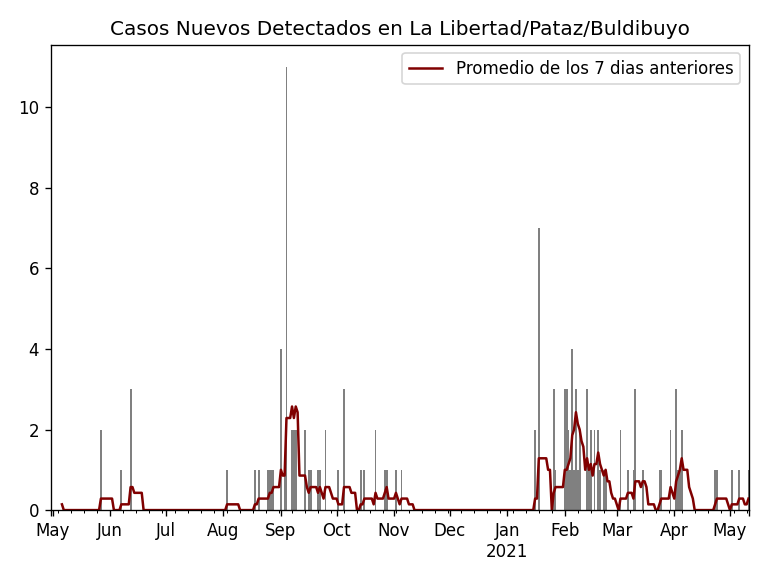 Casos Nuevos Detectados en La Libertad/Pataz/Buldibuyo
Promedio de los 7 dias anteriores
10
8
6
4
2
0
May Jun Jul Aug Sep Oct Nov Dec Jan Feb Mar Apr May
2021